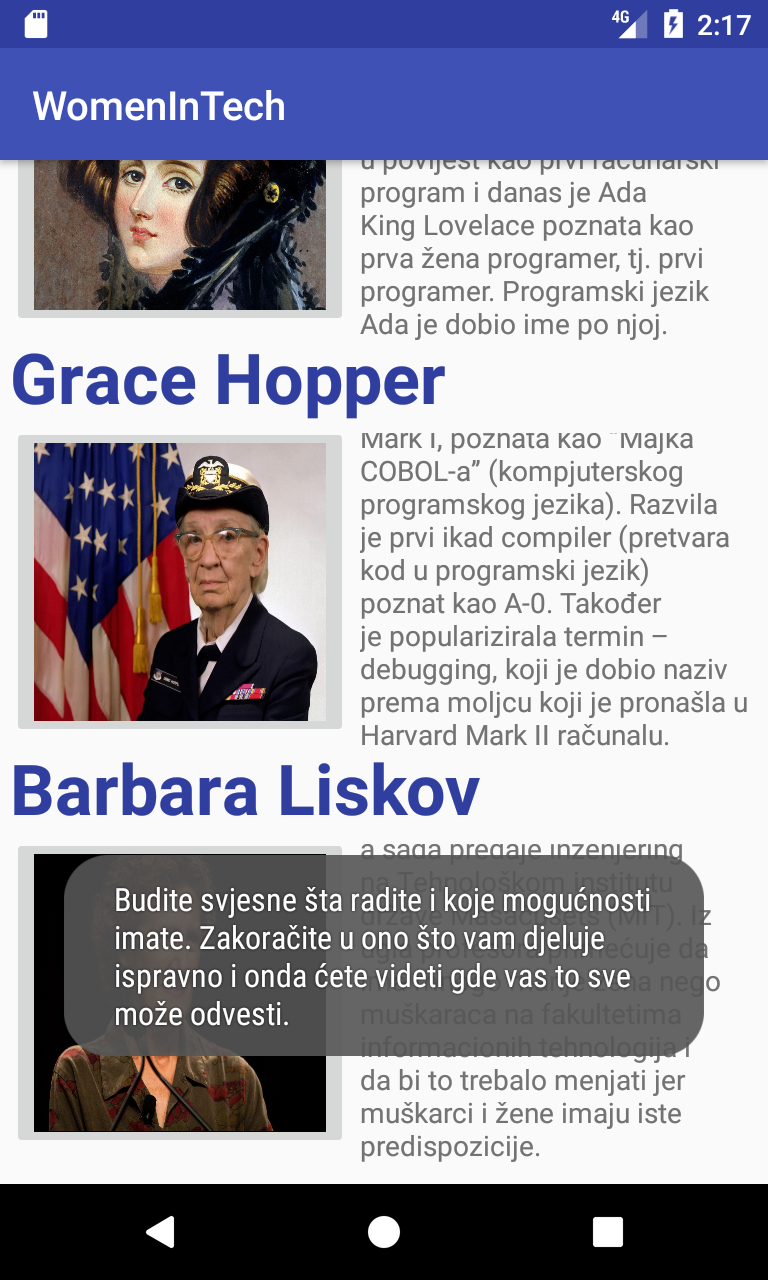 4G 2:17
WomenInTech
u povijest kao prvi računarski
program i danas je Ada
King Lovelace poznata kao
prva žena programer, tj. prvi
programer. Programski jezik
Ada je dobio ime po njoj.
Grace Hopper
Mark I, poznata kao “Majka
COBOL-a” (kompjuterskog
programskog jezika). Razvila
je prvi ikad compiler (pretvara
kod u programski jezik)
poznat kao A-0. Također
je popularizirala termin –
debugging, koji je dobio naziv
prema moljcu koji je pronašla u
Harvard Mark II računalu.
Barbara Liskov
a sada predaje inženjering
na Tehnološkom institutu
države Masačusets (MIT). Iz
ugla profesora primećuje da
nego
muškaraca na fakultetima
informacionih tehnologija i
da bi to trebalo menjati jer
muškarci i žene imaju iste
predispozicije.
Budite svjesne šta radite i koje mogućnosti
imate. Zakoračite u ono što vam djeluje
ispravno i onda ćete videti gde vas to sve
može odvesti.